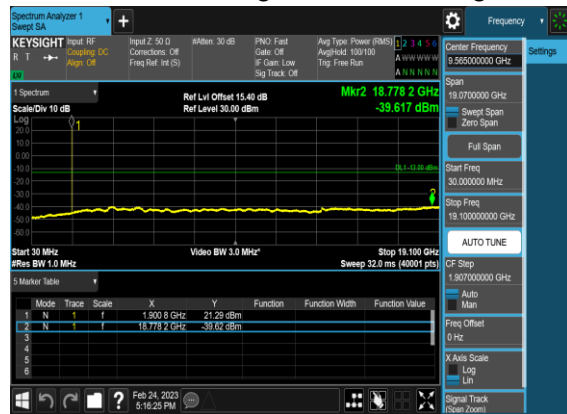 Spectrum Analyzer 1
Swept SA
Frequency
KEYSIGHT
R T
Input: RF
Coupling: DC
Align: Off
Input Z: 50 Ω
Corrections: Off
Freq Ref: Int (S)
#Atten: 30 dB
PNO: Fast
Gate: Off
IF Gain: Low
Sig Track: Off
Avg Type: Power (RMS)
Avg|Hold: 100/100
Trig: Free Run
1 2 3 4 5 6
A W W W W W
A N N N N N
LW
1 Spectrum
Scale/Div 10 dB
Ref Lvl Offset 15.40 dB
Ref Level 30.00 dBm
Mkr2 18.778 2 GHz
-39.617 dBm
Log
20.0
10.0
0.00
-10.0
-20.0
-30.0
-40.0
-50.0
-60.0
1
DL1 -13.00 dBm
2
Start 30 MHz
#Res BW 1.0 MHz
Video BW 3.0 MHz*
Stop 19.100 GHz
Sweep 32.0 ms (40001 pts)
5 Marker Table
Mode Trace Scale X Y Function Function Width Function Value
1 N 1 f 1.900 8 GHz 21.29 dBm
2 N 1 f 18.778 2 GHz -39.62 dBm
3
4
5
6
?
Feb 24, 2023
5:16:25 PM
Center Frequency
9.565000000 GHz
Settings
Span
19.0700000 GHz
Swept Span
Zero Span
Full Span
Start Freq
30.000000 MHz
Stop Freq
19.100000000 GHz
AUTO TUNE
CF Step
1.907000000 GHz
Auto
Man
Freq Offset
0 Hz
X Axis Scale
Log
Lin
Signal Track
(Span Zoom)